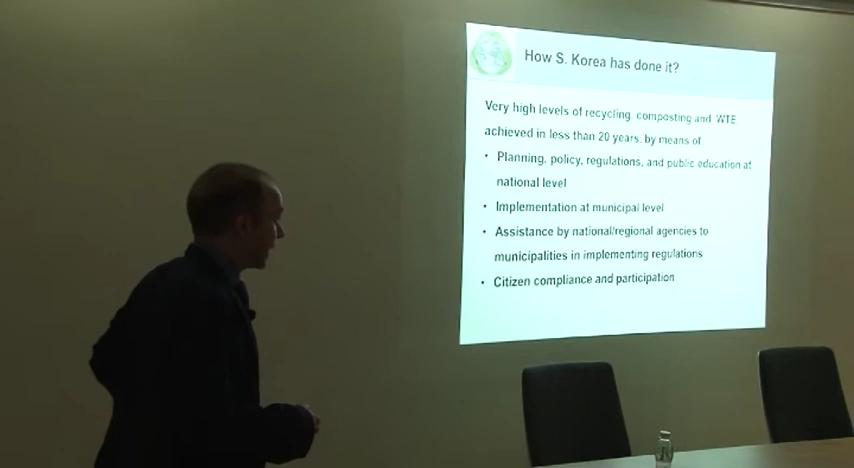 How S. Korea has done it?
Very high levels of recycling, composting and WTE
achieved in less than 20 years, by means of
• Planning, policy, regulations, and public education at
national level
• Implementation at municipal level
• Assistance by national/regional agencies to
municipalities in implementing regulations
• Citizen compliance and participation